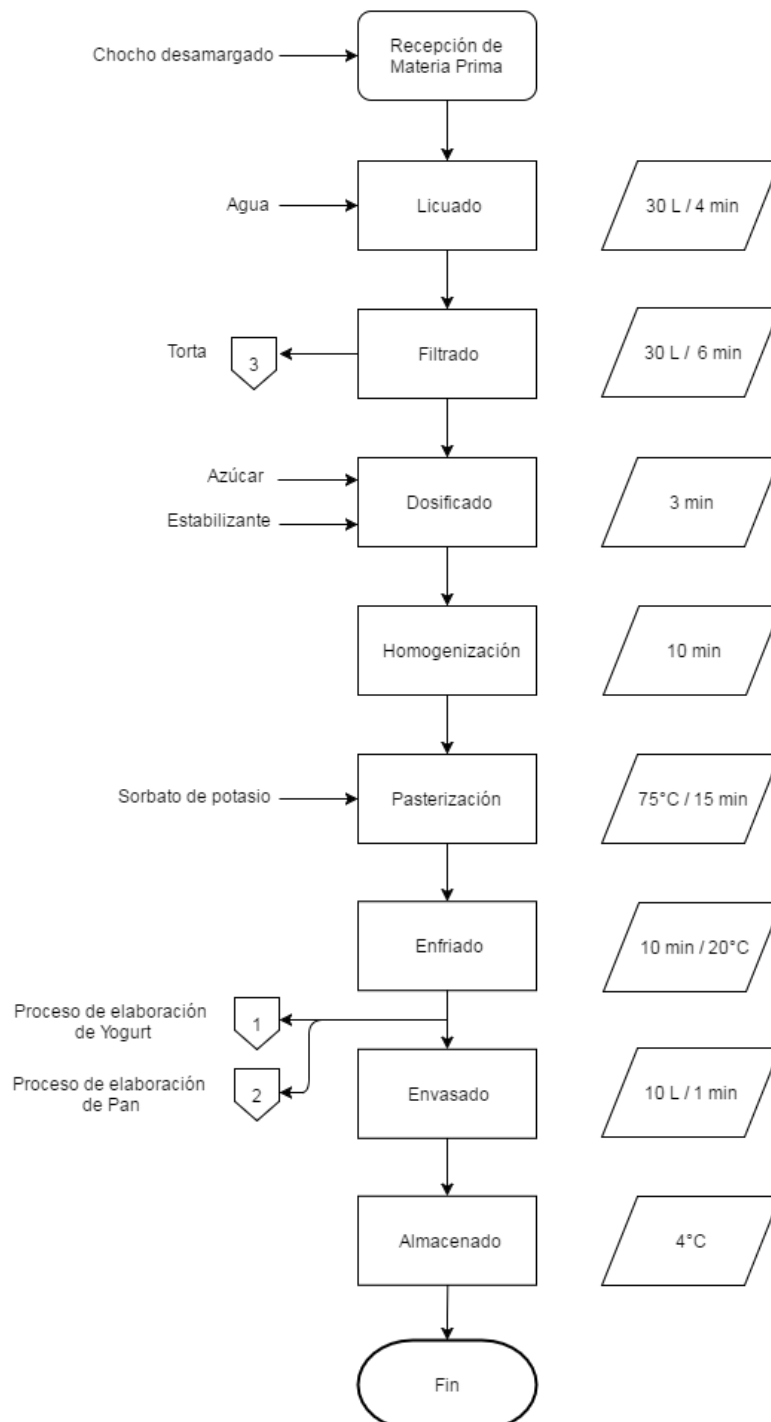 Chocho desamargado
Recepción de
Materia Prima
Agua
Licuado
30 L / 4 min
Torta
3
Filtrado
30 L / 6 min
Azúcar
Estabilizante
Dosificado
3 min
Homogenización
10 min
Sorbato de potasio
Pasterización
75°C / 15 min
Enfriado
10 min / 20°C
Proceso de elaboración
de Yogurt
1
Proceso de elaboración
de Pan
2
Envasado
10 L / 1 min
Almacenado
4°C
Fin